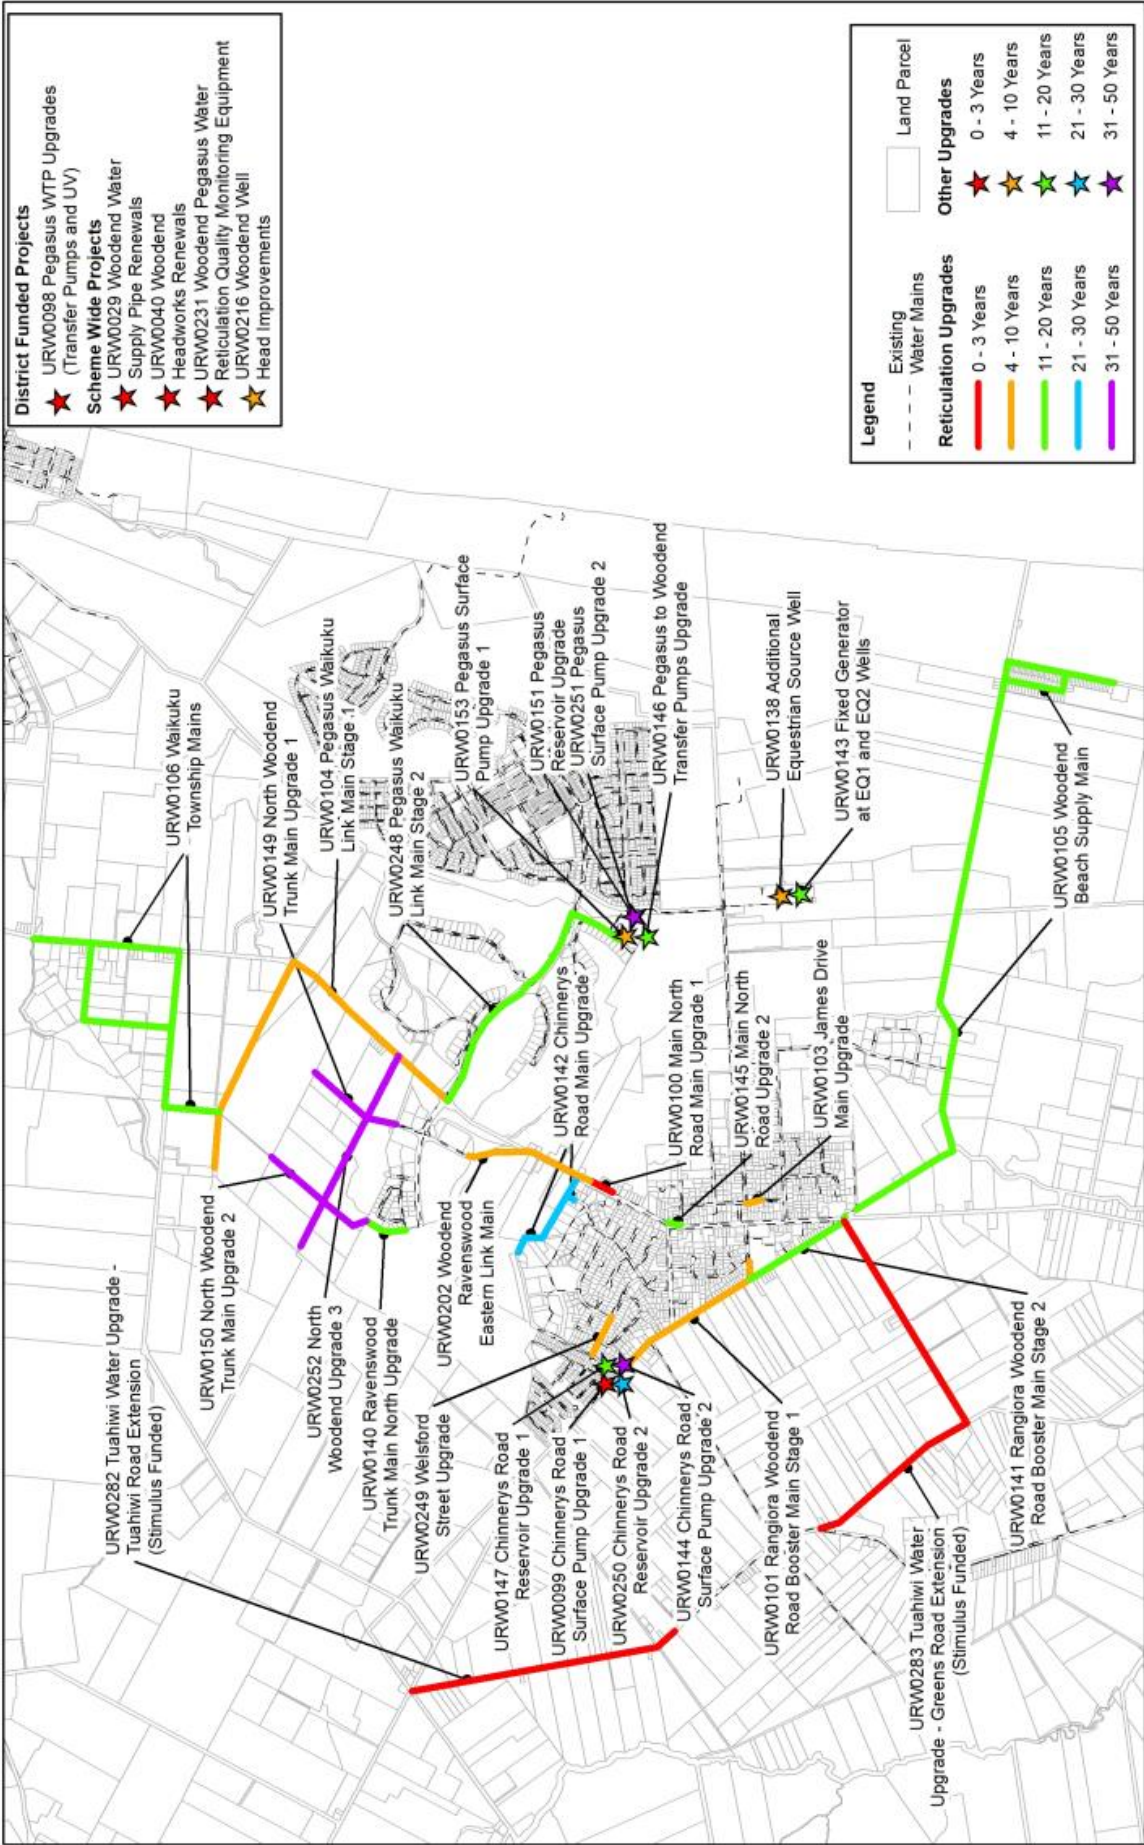 District Funded Projects
URW0098 Pegasus WTP Upgrades
(Transfer Pumps and UV)
Scheme Wide Projects
URW0029 Woodend Water
Supply Pipe Renewals
URW0040 Woodend
Headworks Renewals
URW0231 Woodend Pegasus Water
Reticulation Quality Monitoring Equipment
URW0216 Woodend Well
Head Improvements
URW0282 Tuahiwi Water Upgrade -
Tuahiwi Road Extension
(Stimulus Funded)
URW0150 North Woodend
Trunk Main Upgrade 2
URW0252 North
Woodend Upgrade 3
URW0140 Ravenswood
Trunk Main North Upgrade
URW0249 Welsford
Street Upgrade
URW0202 Woodend
Ravenswood
Eastern Link Main
URW0147 Chinnerys Road
Reservoir Upgrade 1
URW0099 Chinnerys Road
Surface Pump Upgrade 1
URW0250 Chinnerys Road
Reservoir Upgrade 2
URW0144 Chinnerys Road
Surface Pump Upgrade 2
URW0101 Rangiora Woodend
Road Booster Main Stage 1
URW0283 Tuahiwi Water
Upgrade - Greens Road Extension
(Stimulus Funded)
URW0141 Rangiora Woodend
Road Booster Main Stage 2
URW0106 Waikuku
Township Mains
URW0149 North Woodend
Trunk Main Upgrade 1
URW0104 Pegasus Waikuku
Link Main Stage 1
URW0248 Pegasus Waikuku
Link Main Stage 2
URW0142 Chinnerys
Road Main Upgrade
URW0153 Pegasus Surface
Pump Upgrade 1
URW0151 Pegasus
Reservoir Upgrade
URW0251 Pegasus
Surface Pump Upgrade 2
URW0146 Pegasus to Woodend
Transfer Pumps Upgrade
URW0100 Main North
Road Main Upgrade 1
URW0145 Main North
Road Upgrade 2
URW0103 James Drive
Main Upgrade
URW0138 Additional
Equestrian Source Well
URW0143 Fixed Generator
at EQ1 and EQ2 Wells
URW0105 Woodend
Beach Supply Main
Legend
Existing
Water Mains
Land Parcel
Reticulation Upgrades
0 - 3 Years
4 - 10 Years
11 - 20 Years
21 - 30 Years
31 - 50 Years
Other Upgrades
0 - 3 Years
4 - 10 Years
11 - 20 Years
21 - 30 Years
31 - 50 Years